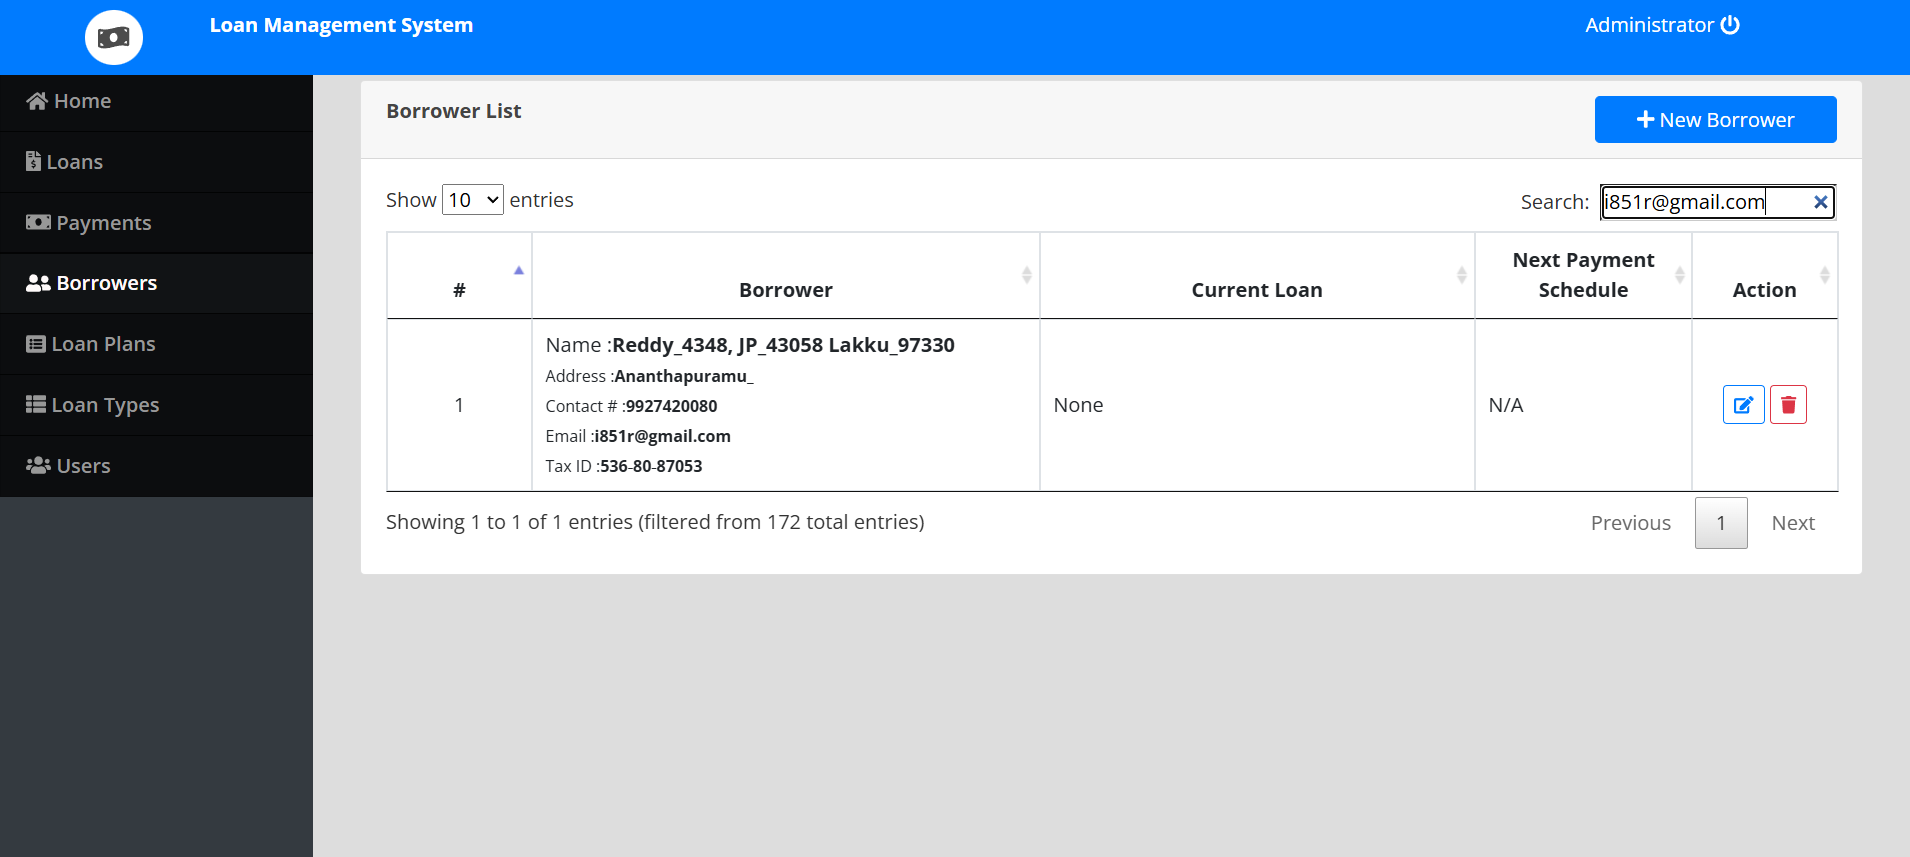 Loan Management System
Administrator
Home
Loans
Payments
Borrowers
Loan Plans
Loan Types
Users
Borrower List
New Borrower
Show 10 entries
Search: i851r@gmail.com
# Borrower Current Loan Next Payment Schedule Action
Name :Reddy_4348, JP_43058 Lakku_97330
Address :Ananthapuramu_
Contact # :9927420080
Email :i851r@gmail.com
Tax ID :536-80-87053
1 None N/A
Showing 1 to 1 of 1 entries (filtered from 172 total entries)
Previous 1 Next